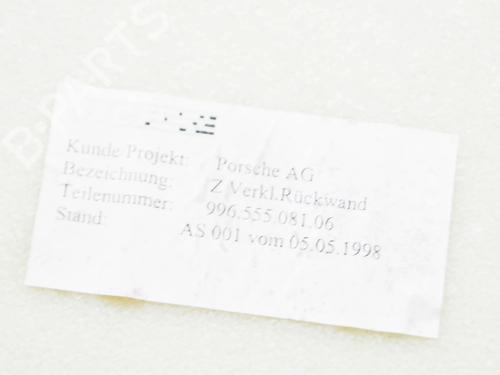 B-PARTS
Kunde/Projekt: Porsche AG
Bezeichnung: Z Verkl.Rückwand
Teilenummer: 996.555.081.06
Stand: AS 001 vom 05.05.1998